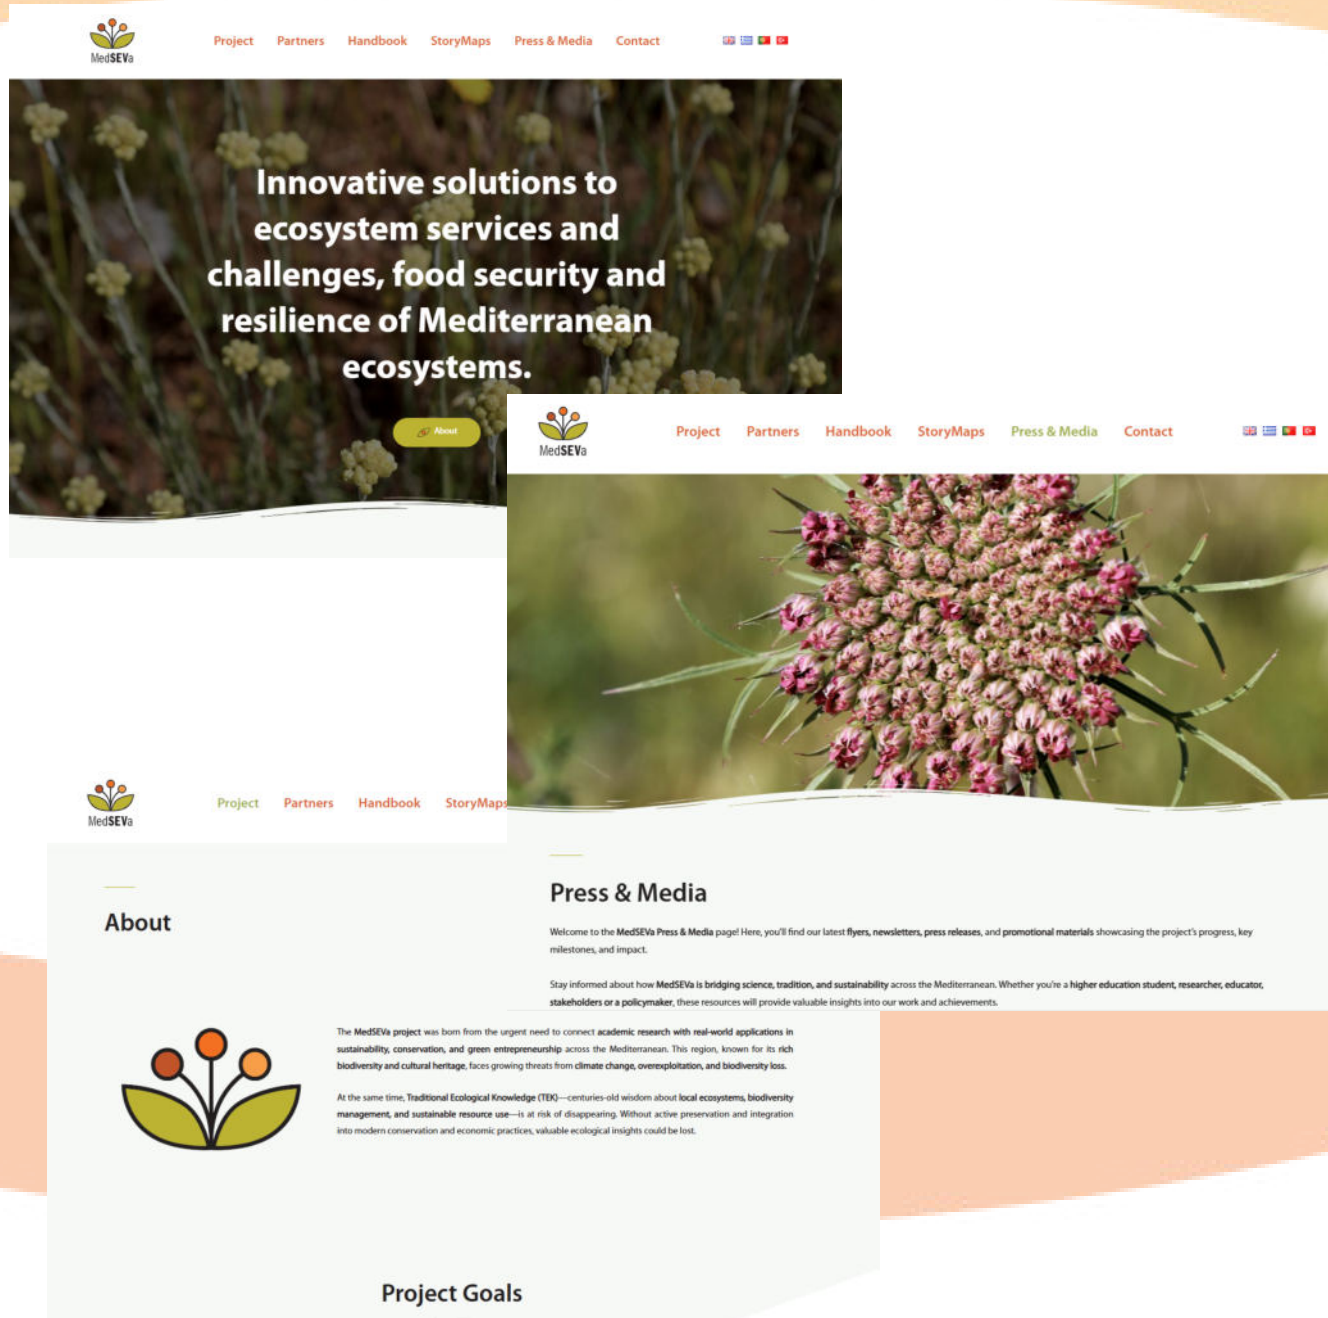 MedSEVa
Project Partners Handbook StoryMaps Press & Media Contact
Innovative solutions to
ecosystem services and
challenges, food security and
resilience of Mediterranean
ecosystems.
About
MedSEVa
Project Partners Handbook StoryMaps Press & Media Contact
Press & Media
Welcome to the MedSEVa Press & Media page! Here, you'll find our latest flyers, newsletters, press releases, and promotional materials showcasing the project's progress, key
milestones, and impact.
Stay informed about how MedSEVa is bridging science, tradition, and sustainability across the Mediterranean. Whether you're a higher education student, researcher, educator,
stakeholders or a policymaker, these resources will provide valuable insights into our work and achievements.
MedSEVa
Project Partners Handbook StoryMaps
About
The MedSEVa project was born from the urgent need to connect academic research with real-world applications in
sustainability, conservation, and green entrepreneurship across the Mediterranean. This region, known for its rich
biodiversity and cultural heritage, faces growing threats from climate change, overexploitation, and biodiversity loss.
At the same time, Traditional Ecological Knowledge (TEK)—centuries-old wisdom about local ecosystems, biodiversity
management, and sustainable resource use—is at risk of disappearing. Without active preservation and integration
into modern conservation and economic practices, valuable ecological insights could be lost.
Project Goals